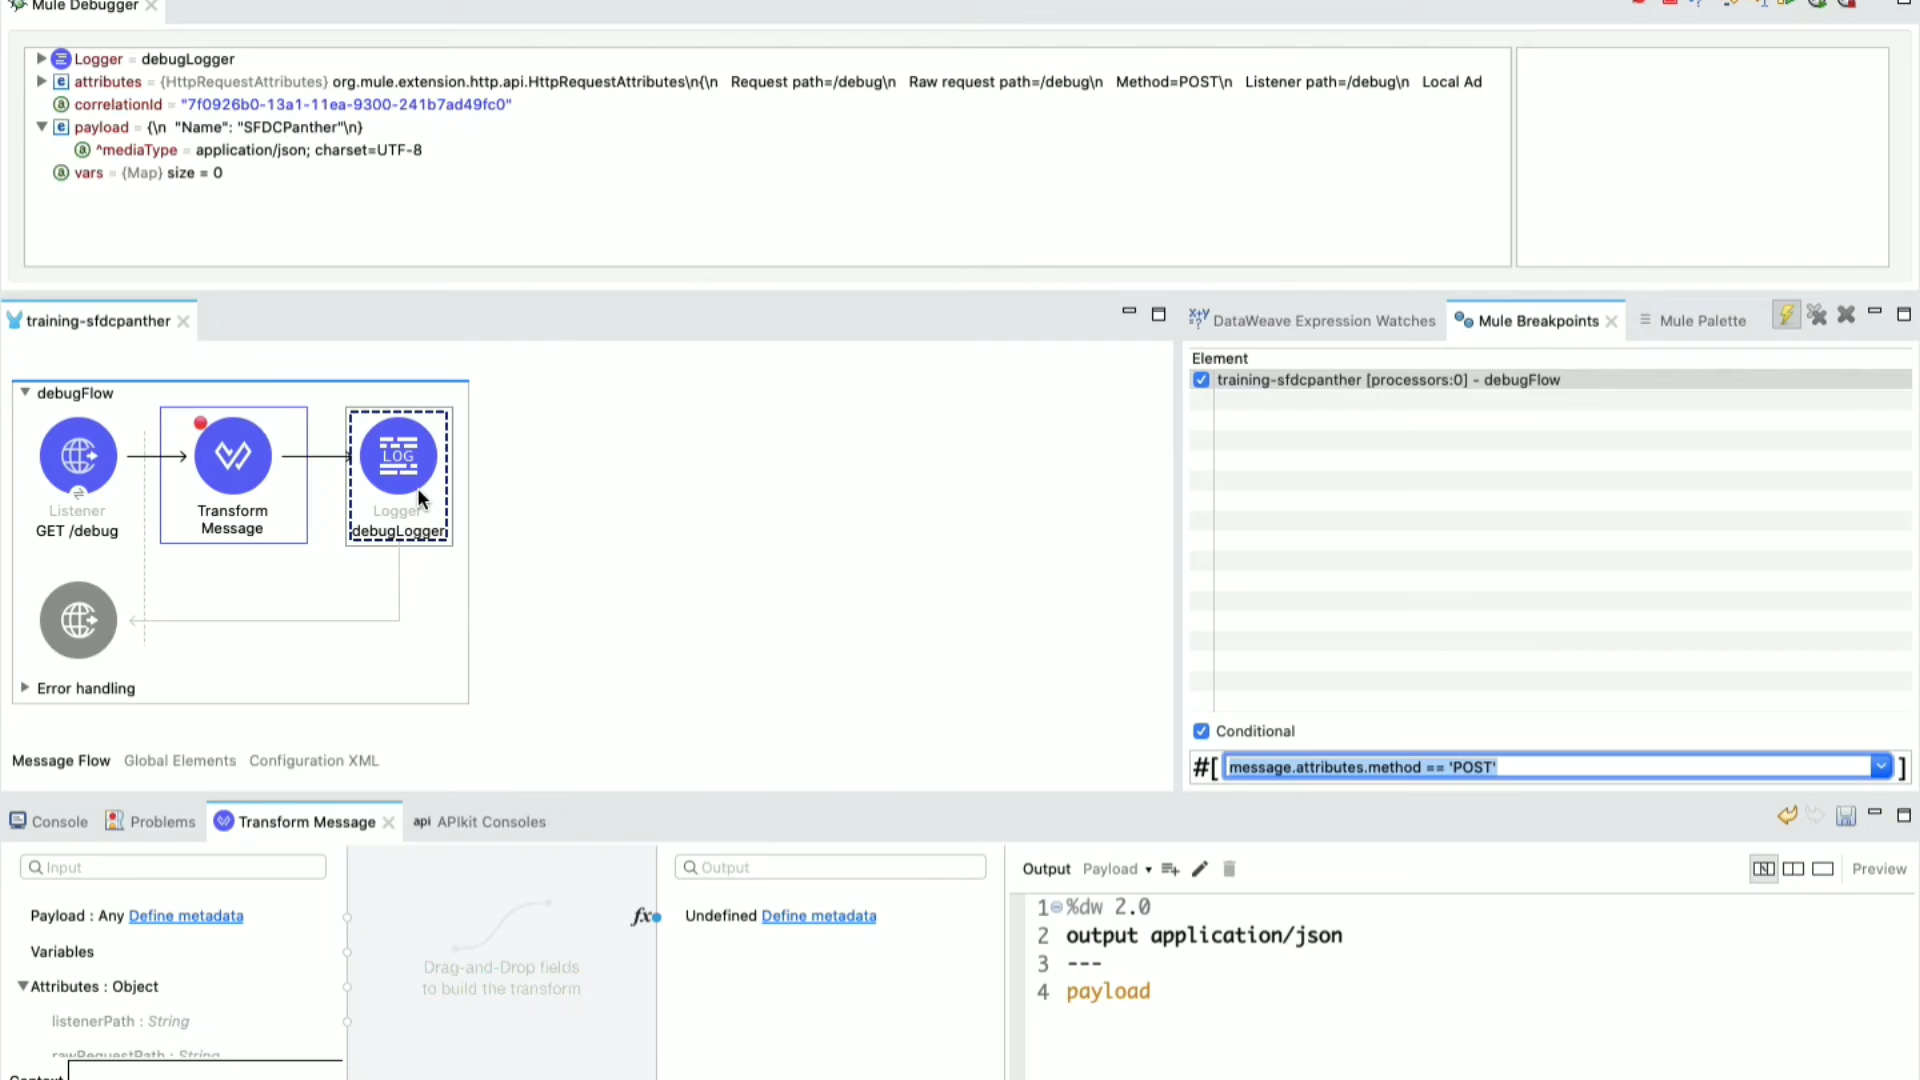 Mule Debugger
Logger = debugLogger
attributes = {HttpRequestAttributes} org.mule.extension.http.api.HttpRequestAttributes\n{\n   Request path=/debug\n   Raw request path=/debug\n   Method=POST\n   Listener path=/debug\n   Local Ad
correlationId = "7f0926b0-13a1-11ea-9300-241b7ad49fc0"
payload = {\n  "Name": "SFDCPanther"\n}
^mediaType = application/json; charset=UTF-8
vars = {Map} size = 0
training-sfdcpanther
DataWeave Expression Watches
Mule Breakpoints
Mule Palette
Element
training-sfdcpanther [processors:0] - debugFlow
debugFlow
LOG
Listener
GET /debug
Transform
Message
Logger
debugLogger
Error handling
Conditional
Message Flow Global Elements Configuration XML
#[ message.attributes.method == 'POST' ]
Console
Problems
Transform Message
api APIkit Consoles
Input
Output
Output Payload
Preview
Payload : Any Define metadata
fx
Undefined Define metadata
Variables
Attributes : Object
listenerPath : String
rawRequestPath : String
Drag-and-Drop fields
to build the transform
1 %dw 2.0
2 output application/json
3 ---
4 payload
Context